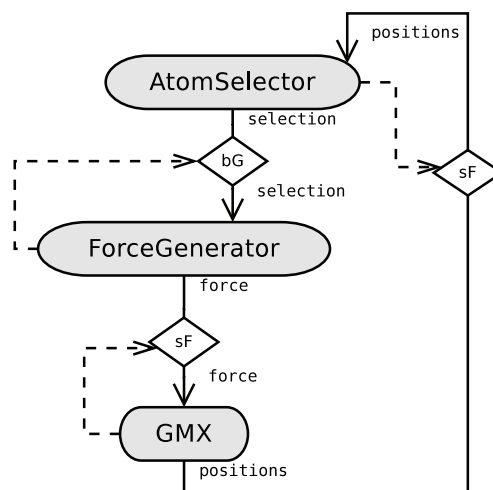 positions
AtomSelector
selection
bG
sF
selection
ForceGenerator
force
sF
force
GMX
positions